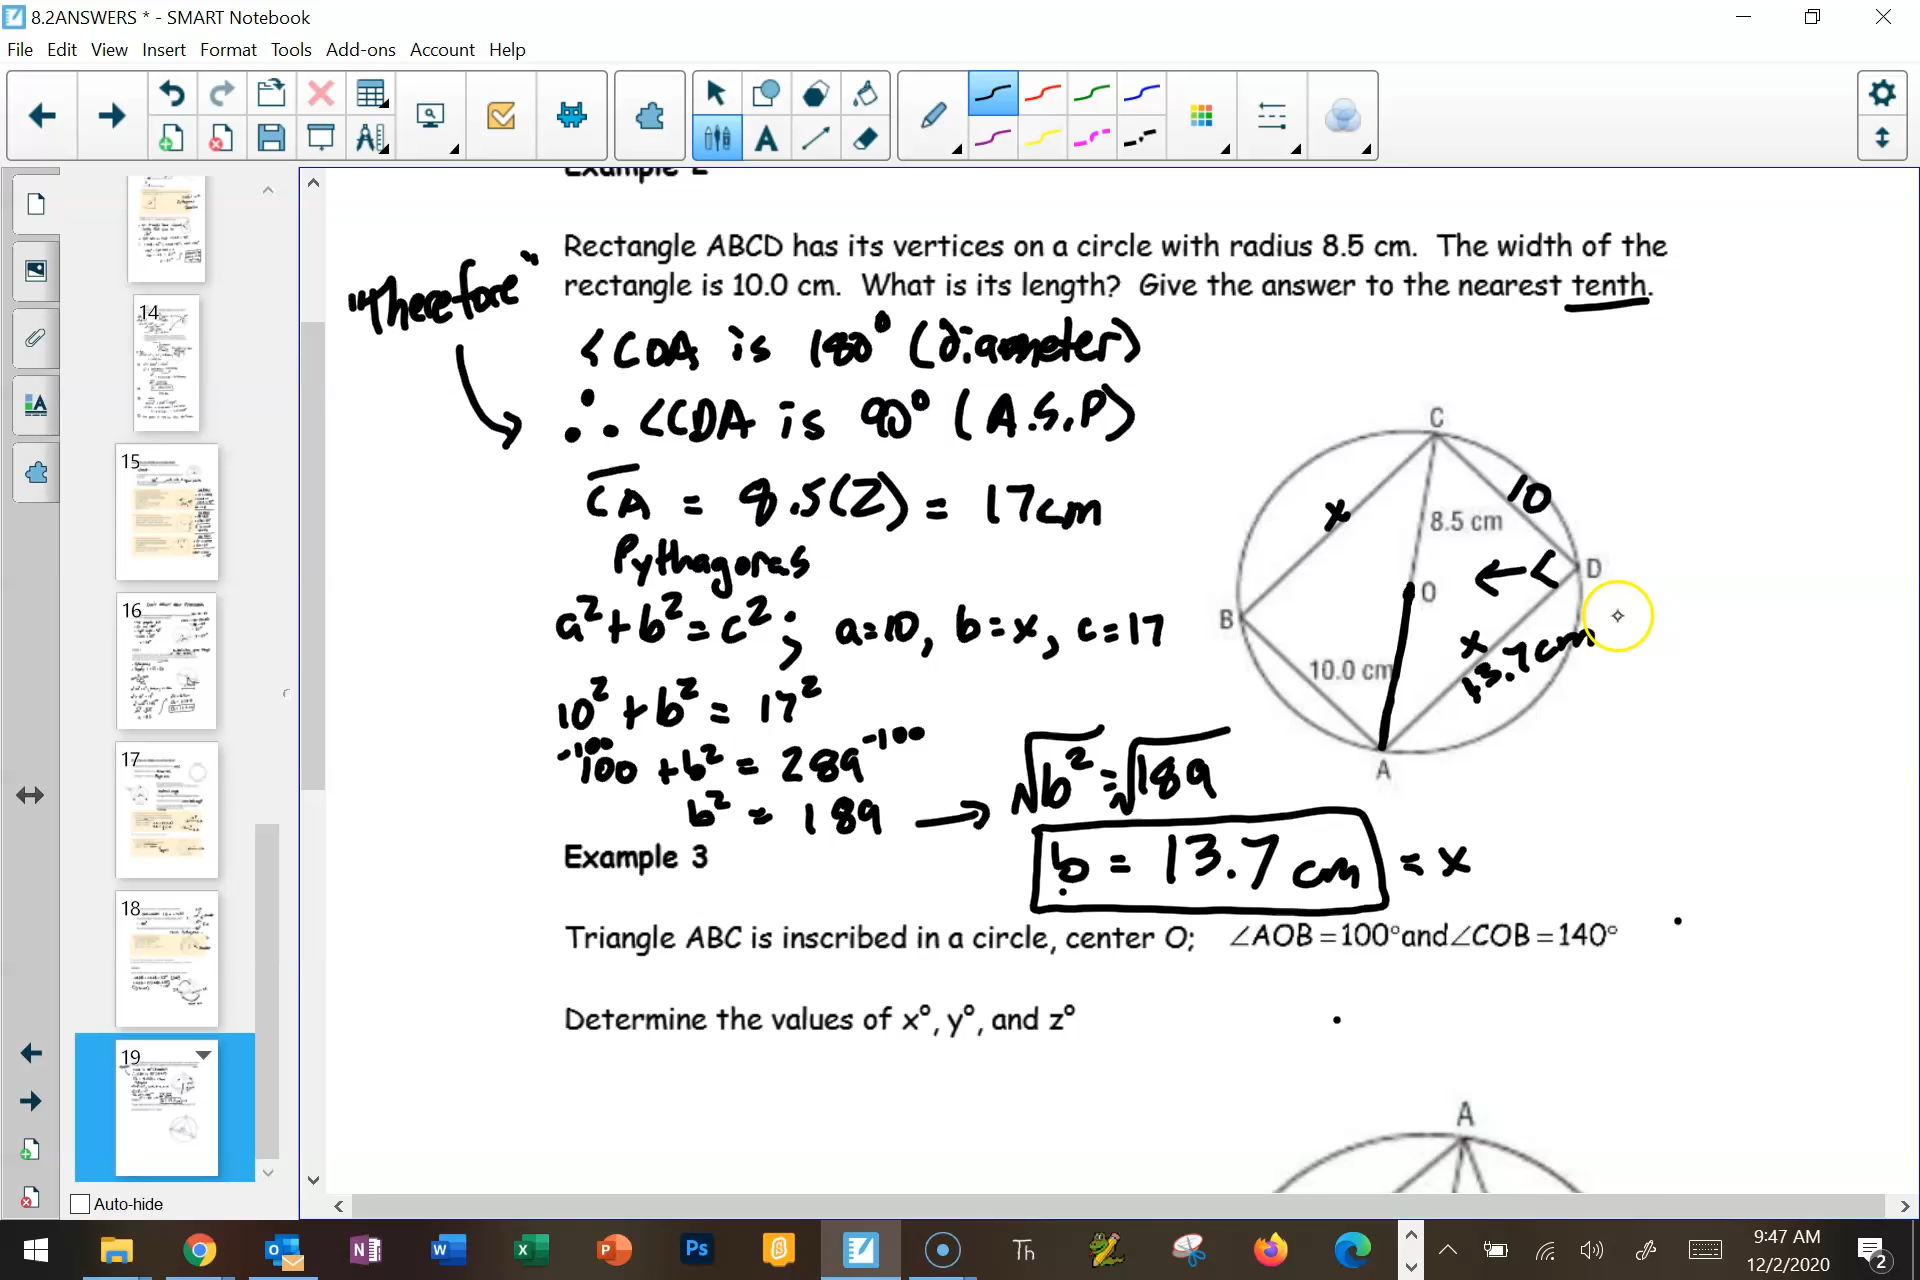 8.2ANSWERS * - SMART Notebook
File Edit View Insert Format Tools Add-ons Account Help
14
15
16
17
18
19
Auto-hide
Rectangle ABCD has its vertices on a circle with radius 8.5 cm. The width of the
rectangle is 10.0 cm. What is its length? Give the answer to the nearest tenth.
"Therefore"
<COA is 180° (diameter)
∴ <CDA is 90° (A.S.P)
CA = 8.5(2) = 17cm
Pythagoras
a²+b²=c²; a=10, b=x, c=17
10²+b²=17²
-100 -100
100 +b² = 289
b² = 189 → √b²=√189
b = 13.7 cm = x
C
x
10
8.5 cm
D
O
B
x
13.7cm
10.0 cm
A
Example 3
Triangle ABC is inscribed in a circle, center O; ∠AOB=100°and∠COB=140°
Determine the values of x°, y°, and z°
A
Th
9:47 AM
12/2/2020
2